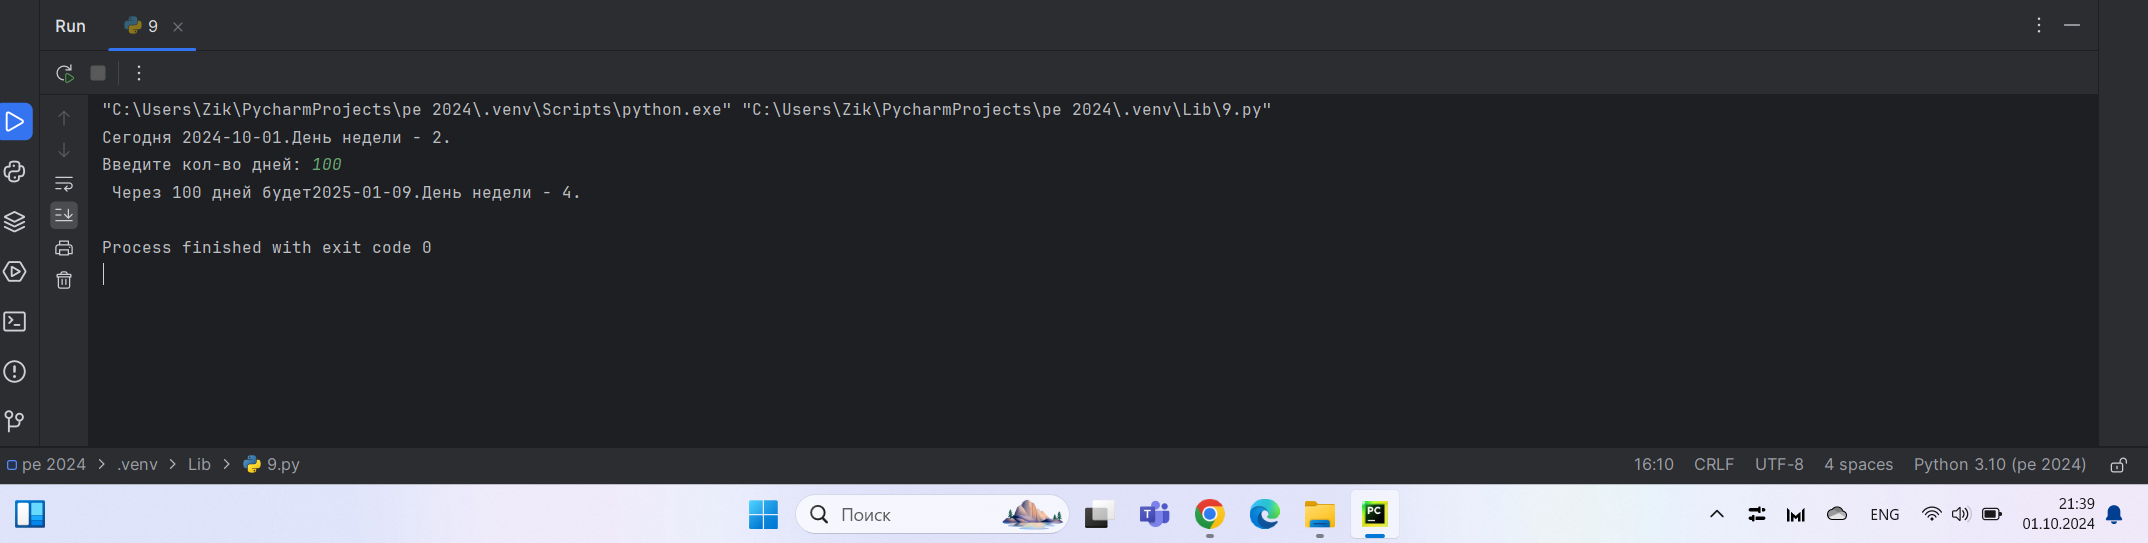 Run 9
"C:\Users\Zik\PycharmProjects\pe 2024\.venv\Scripts\python.exe" "C:\Users\Zik\PycharmProjects\pe 2024\.venv\Lib\9.py"
Сегодня 2024-10-01.День недели - 2.
Введите кол-во дней: 100
Через 100 дней будет2025-01-09.День недели - 4.
Process finished with exit code 0
pe 2024 > .venv > Lib > 9.py 16:10 CRLF UTF-8 4 spaces Python 3.10 (pe 2024)
Поиск T PC ENG 21:39
01.10.2024